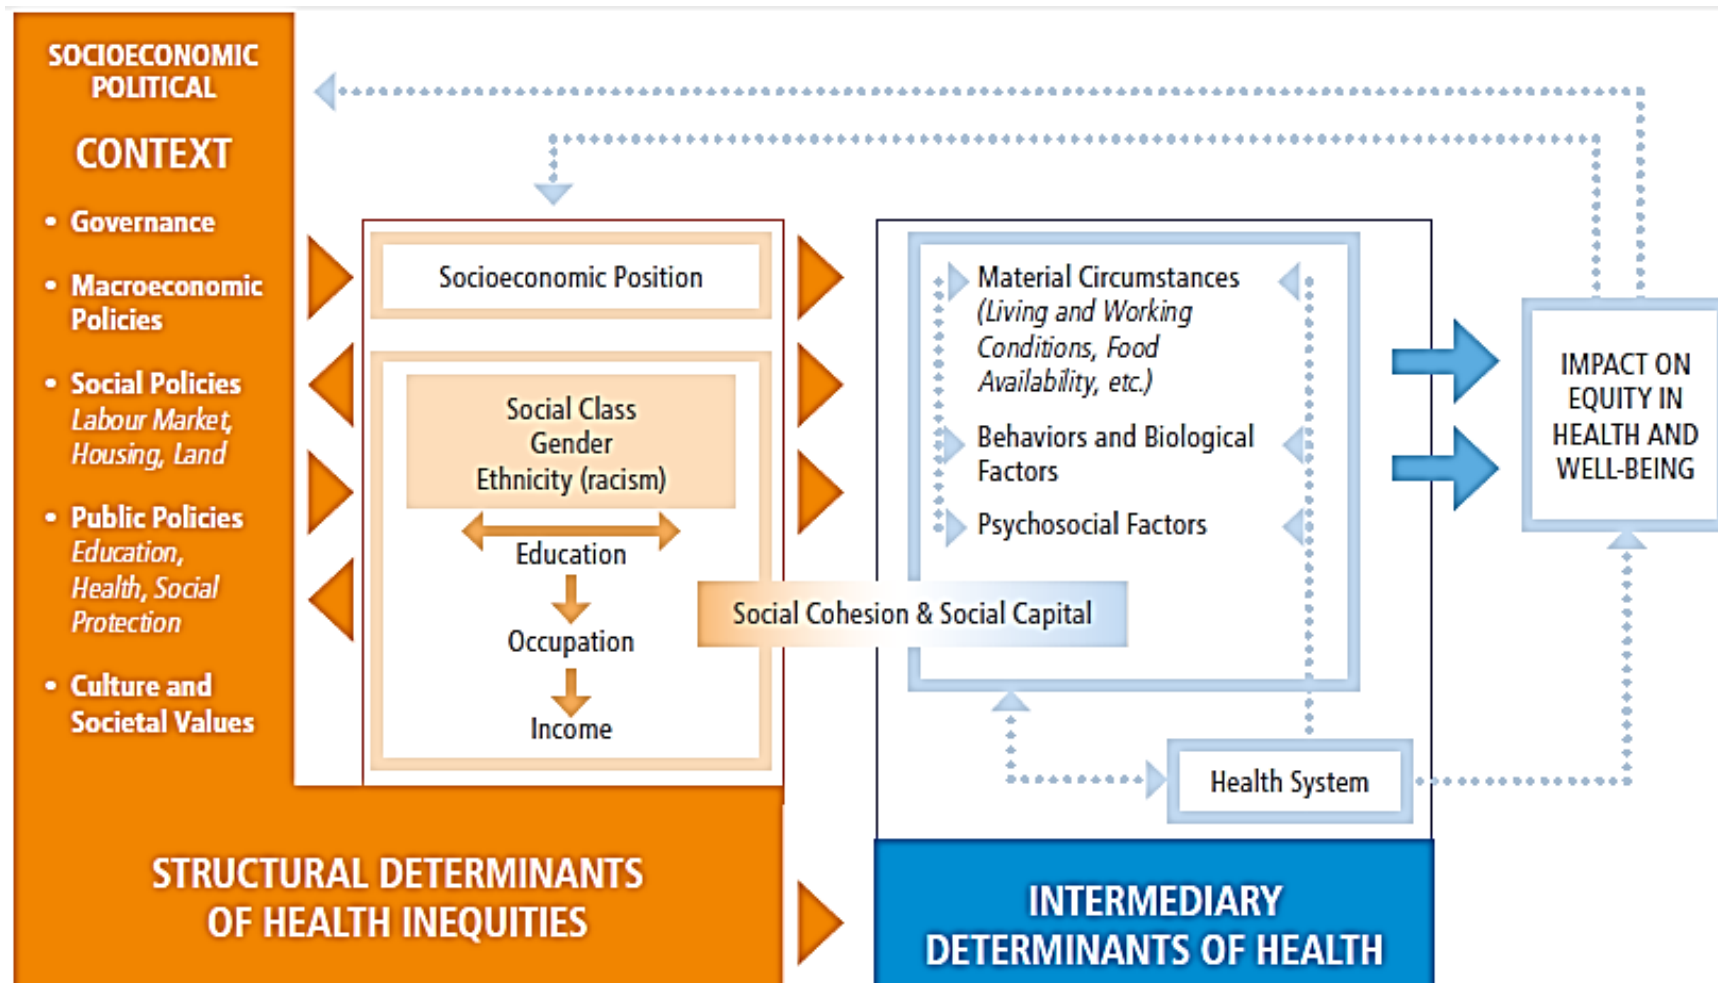 SOCIOECONOMIC
POLITICAL
CONTEXT
• Governance
• Macroeconomic
Policies
• Social Policies
Labour Market,
Housing, Land
• Public Policies
Education,
Health, Social
Protection
• Culture and
Societal Values
Socioeconomic Position
Social Class
Gender
Ethnicity (racism)
Education
Occupation
Income
Social Cohesion & Social Capital
Material Circumstances
(Living and Working
Conditions, Food
Availability, etc.)
Behaviors and Biological
Factors
Psychosocial Factors
Health System
IMPACT ON
EQUITY IN
HEALTH AND
WELL-BEING
STRUCTURAL DETERMINANTS
OF HEALTH INEQUITIES
INTERMEDIARY
DETERMINANTS OF HEALTH